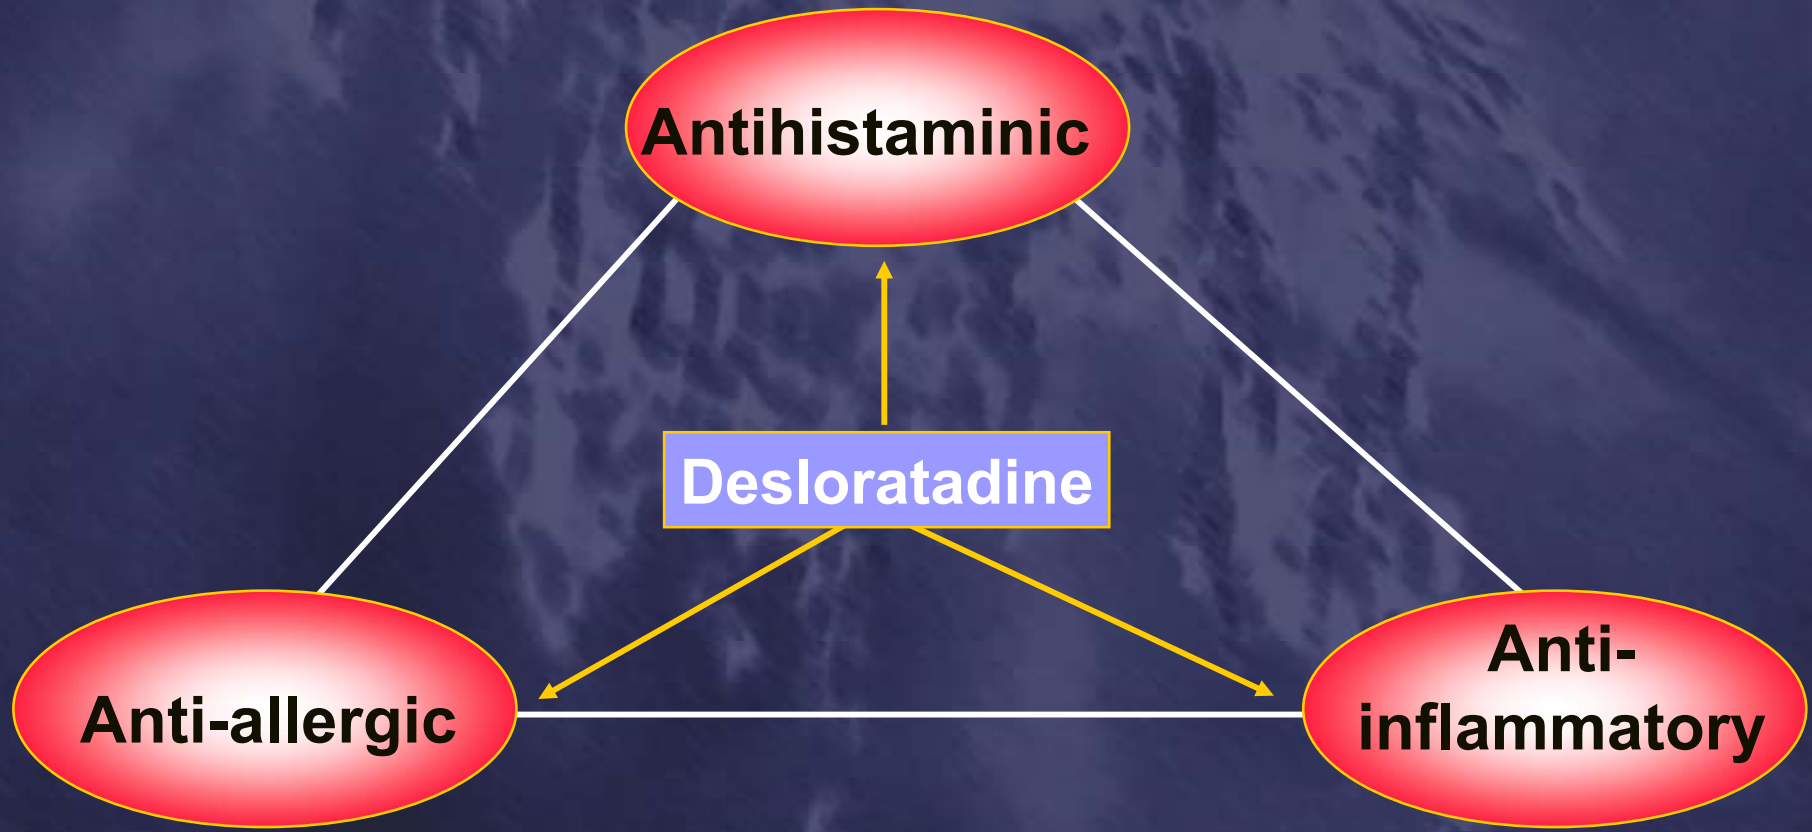 Antihistaminic
Desloratadine
Anti-allergic
Anti-
inflammatory